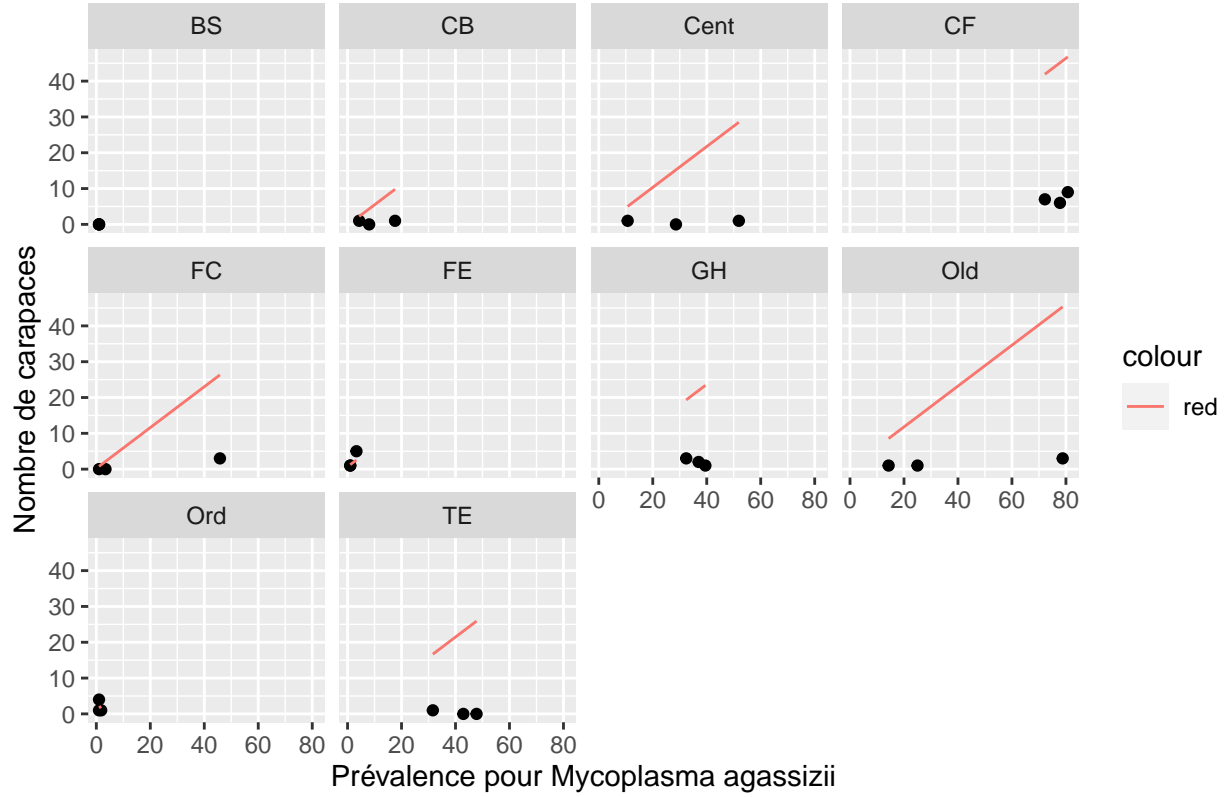 BS CB Cent CF
40
30
20
10
0
FC FE GH Old
40
30
20
10
0
0 20 40 60 80 0 20 40 60 80
Ord TE
40
30
20
10
0
0 20 40 60 80 0 20 40 60 80
Nombre de carapaces
Prévalence pour Mycoplasma agassizii
colour
red